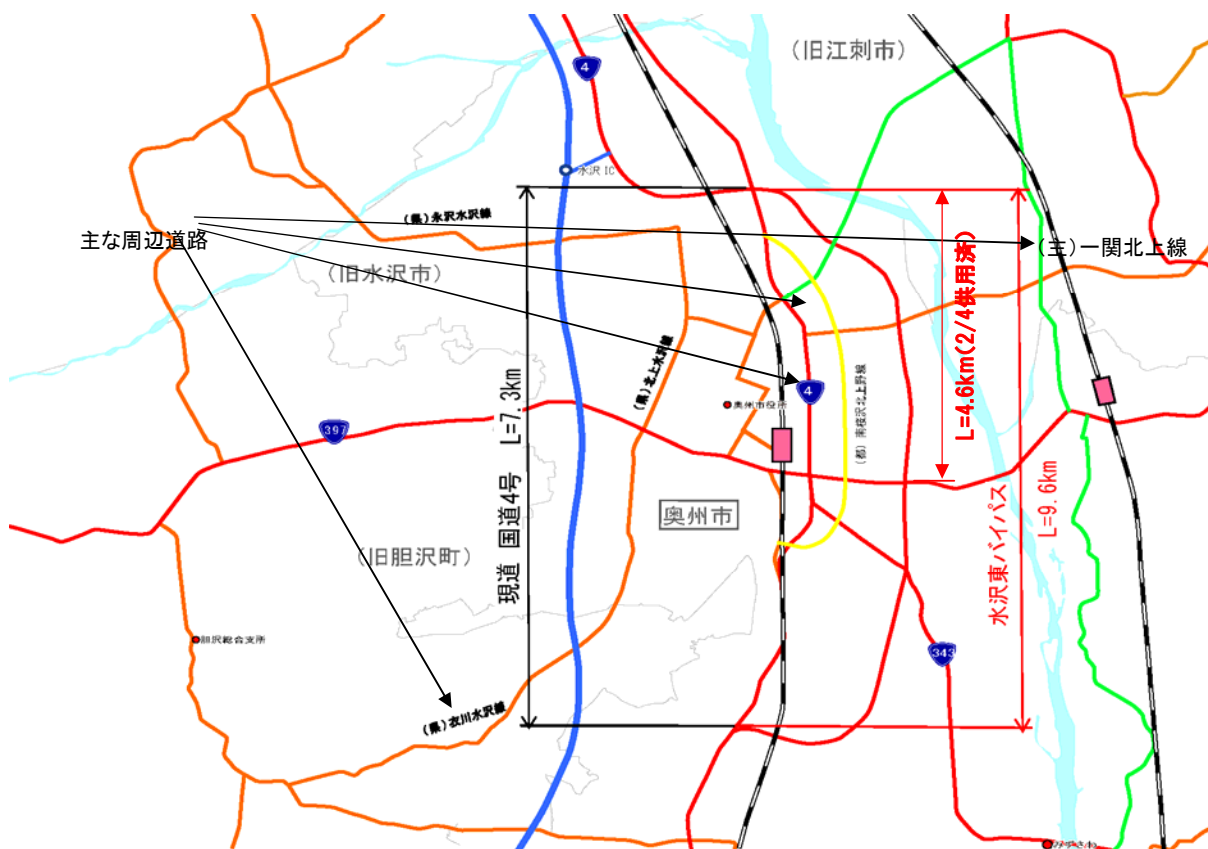 (旧江刺市)
4
水沢 IC
(県)永沢水沢線
主な周辺道路
(主)一関北上線
(旧水沢市)
L=4.6km(2/4供用済)
(県)北上水沢線
現道 国道4号 L=7.3km
4
奥州市役所
(都)南桜沢北上野線
397
L=9.6km
水沢東バイパス
奥州市
(旧胆沢町)
胆沢総合支所
343
(県)衣川水沢線